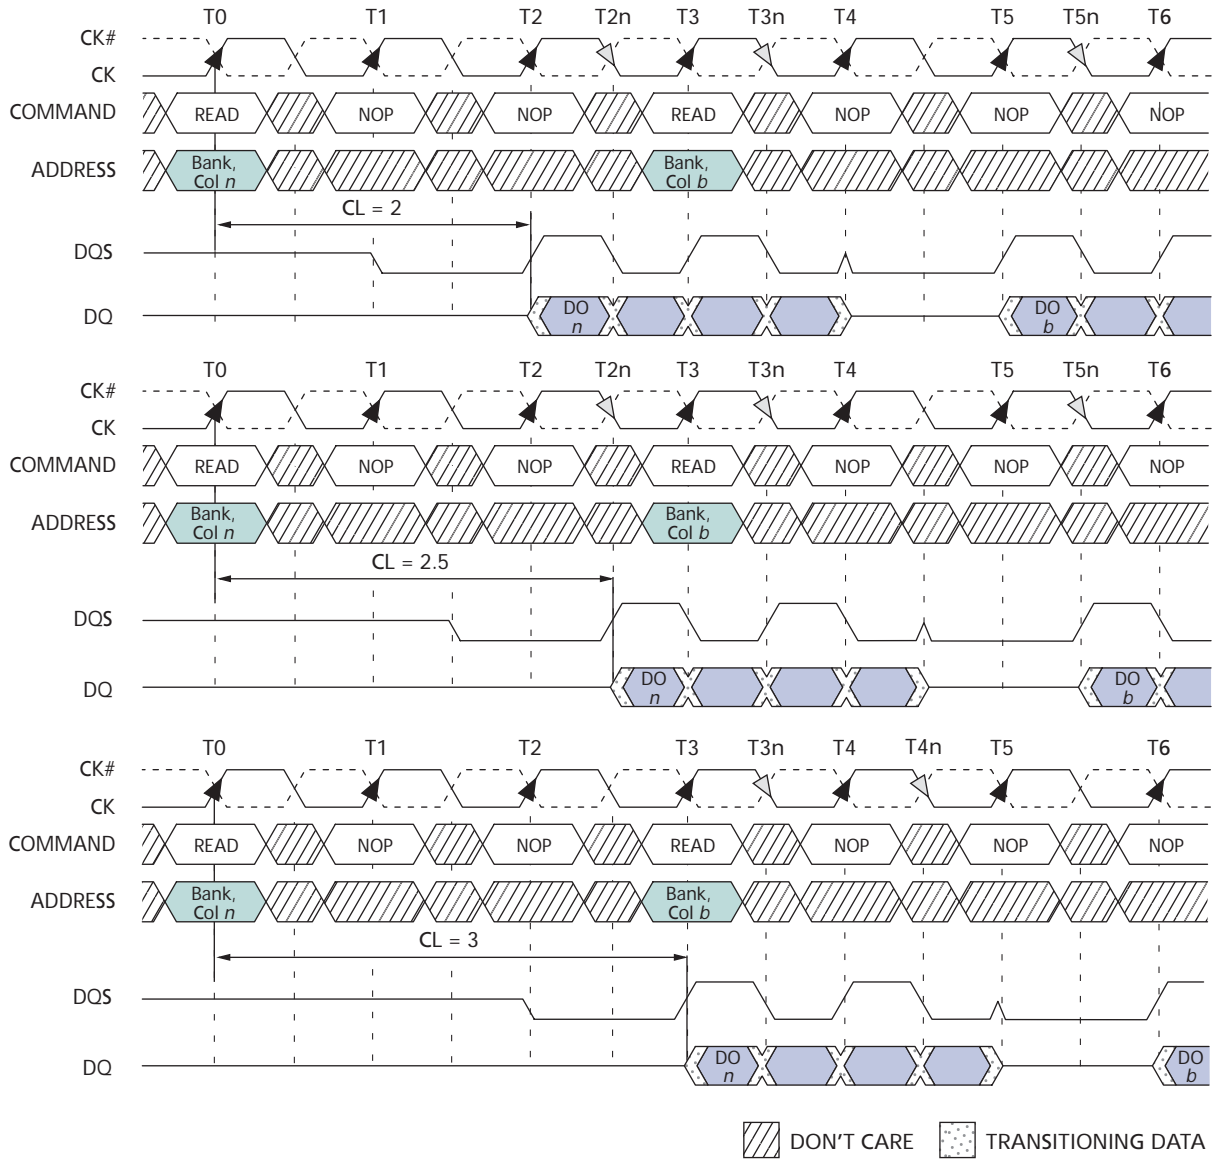 T0 T1 T2 T2n T3 T3n T4 T5 T5n T6
CK#
CK
COMMAND READ NOP NOP READ NOP NOP NOP
ADDRESS Bank, Col n Bank, Col b
CL = 2
DQS
DQ DO n DO b
T0 T1 T2 T2n T3 T3n T4 T5 T5n T6
CK#
CK
COMMAND READ NOP NOP READ NOP NOP NOP
ADDRESS Bank, Col n Bank, Col b
CL = 2.5
DQS
DQ DO n DO b
T0 T1 T2 T3 T3n T4 T4n T5 T6
CK#
CK
COMMAND READ NOP NOP READ NOP NOP NOP
ADDRESS Bank, Col n Bank, Col b
CL = 3
DQS
DQ DO n DO b
DON'T CARE TRANSITIONING DATA